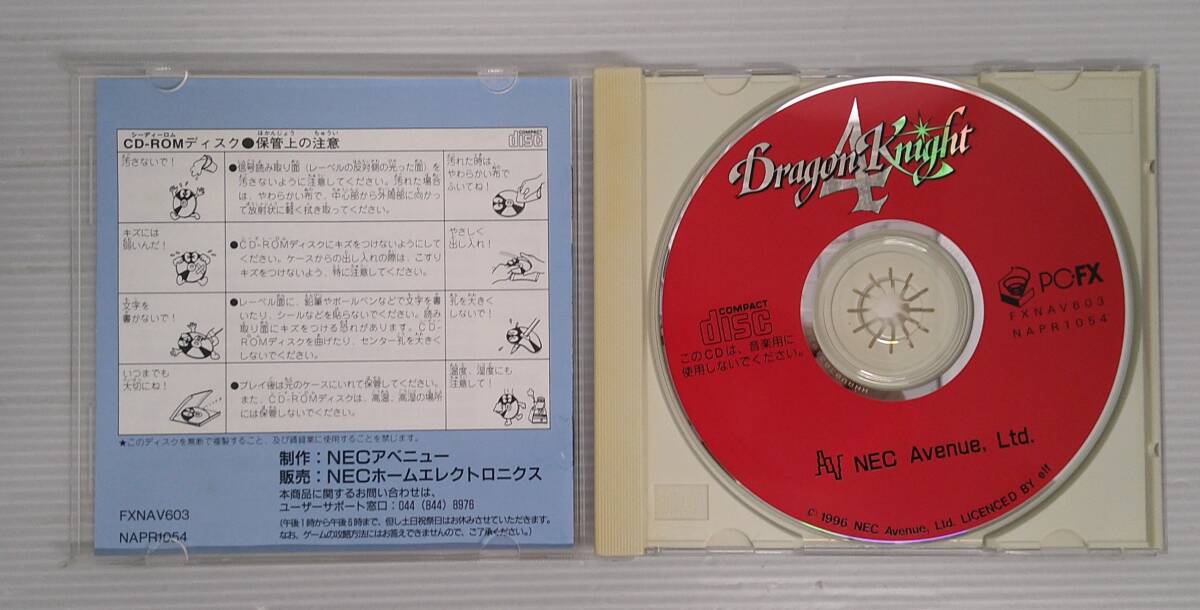 シーディーロム
ほかんじょう
ちゅうい
CD-ROMディスク●保管上の注意
COMPACT
disc
汚さないで！
●信号読み取り面（レーベルの反対側の光った面）を
汚さないように注意してください。汚れた場合
は、やわらかい布で、中心部から外周部に向かっ
て放射状に軽く拭き取ってください。
汚れた時は
やわらかい布で
ふいてね！
キズには
弱いんだ！
●CD-ROMディスクにキズをつけないようにして
ください。ケースからの出し入れの際は、こすり
キズをつけないよう、特に注意してください。
やさしく
出し入れ！
文字を
書かないで！
●レーベル面に、鉛筆やボールペンなどで文字を書
いたり、シールなどを貼らないでください。読み
取り面にキズをつける恐れがあります。CD-
ROMディスクを曲げたり、センター孔を大きく
しないでください。
孔を大きく
しないで！
いつまでも
大切にね！
●プレイ後は元のケースにいれて保管してください。
また、CD-ROMディスクは、高温、高湿の場所
には保管しないでください。
温度、湿度にも
注意して！
★このディスクを無断で複製すること、及び賃貸業に使用することを禁じます。
制作：NECアベニュー
販売：NECホームエレクトロニクス
本商品に関するお問い合わせは、
ユーザーサポート窓口：044（844）8976
(午後1時から午後6時まで、但し土日祝祭日はお休みさせていただきます。
なお、ゲームの攻略方法にはお答えできませんので、ご了承ください。)
FXNAV603
NAPR1054
Dragon Knight
4
PC-FX
FXNAV603
NAPR1054
COMPACT
disc
このCDは、音楽用に
使用しないでください。
NEC Avenue, Ltd.
© 1996 NEC Avenue, Ltd. LICENCED BY elf